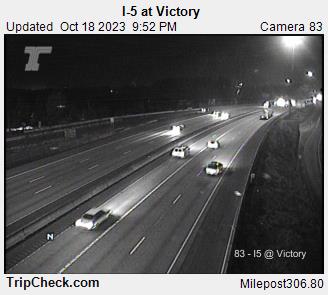 I-5 at Victory
Updated Oct 18 2023 9:52 PM Camera 83
T
N
83 - I5 @ Victory
TripCheck.com Milepost306.80